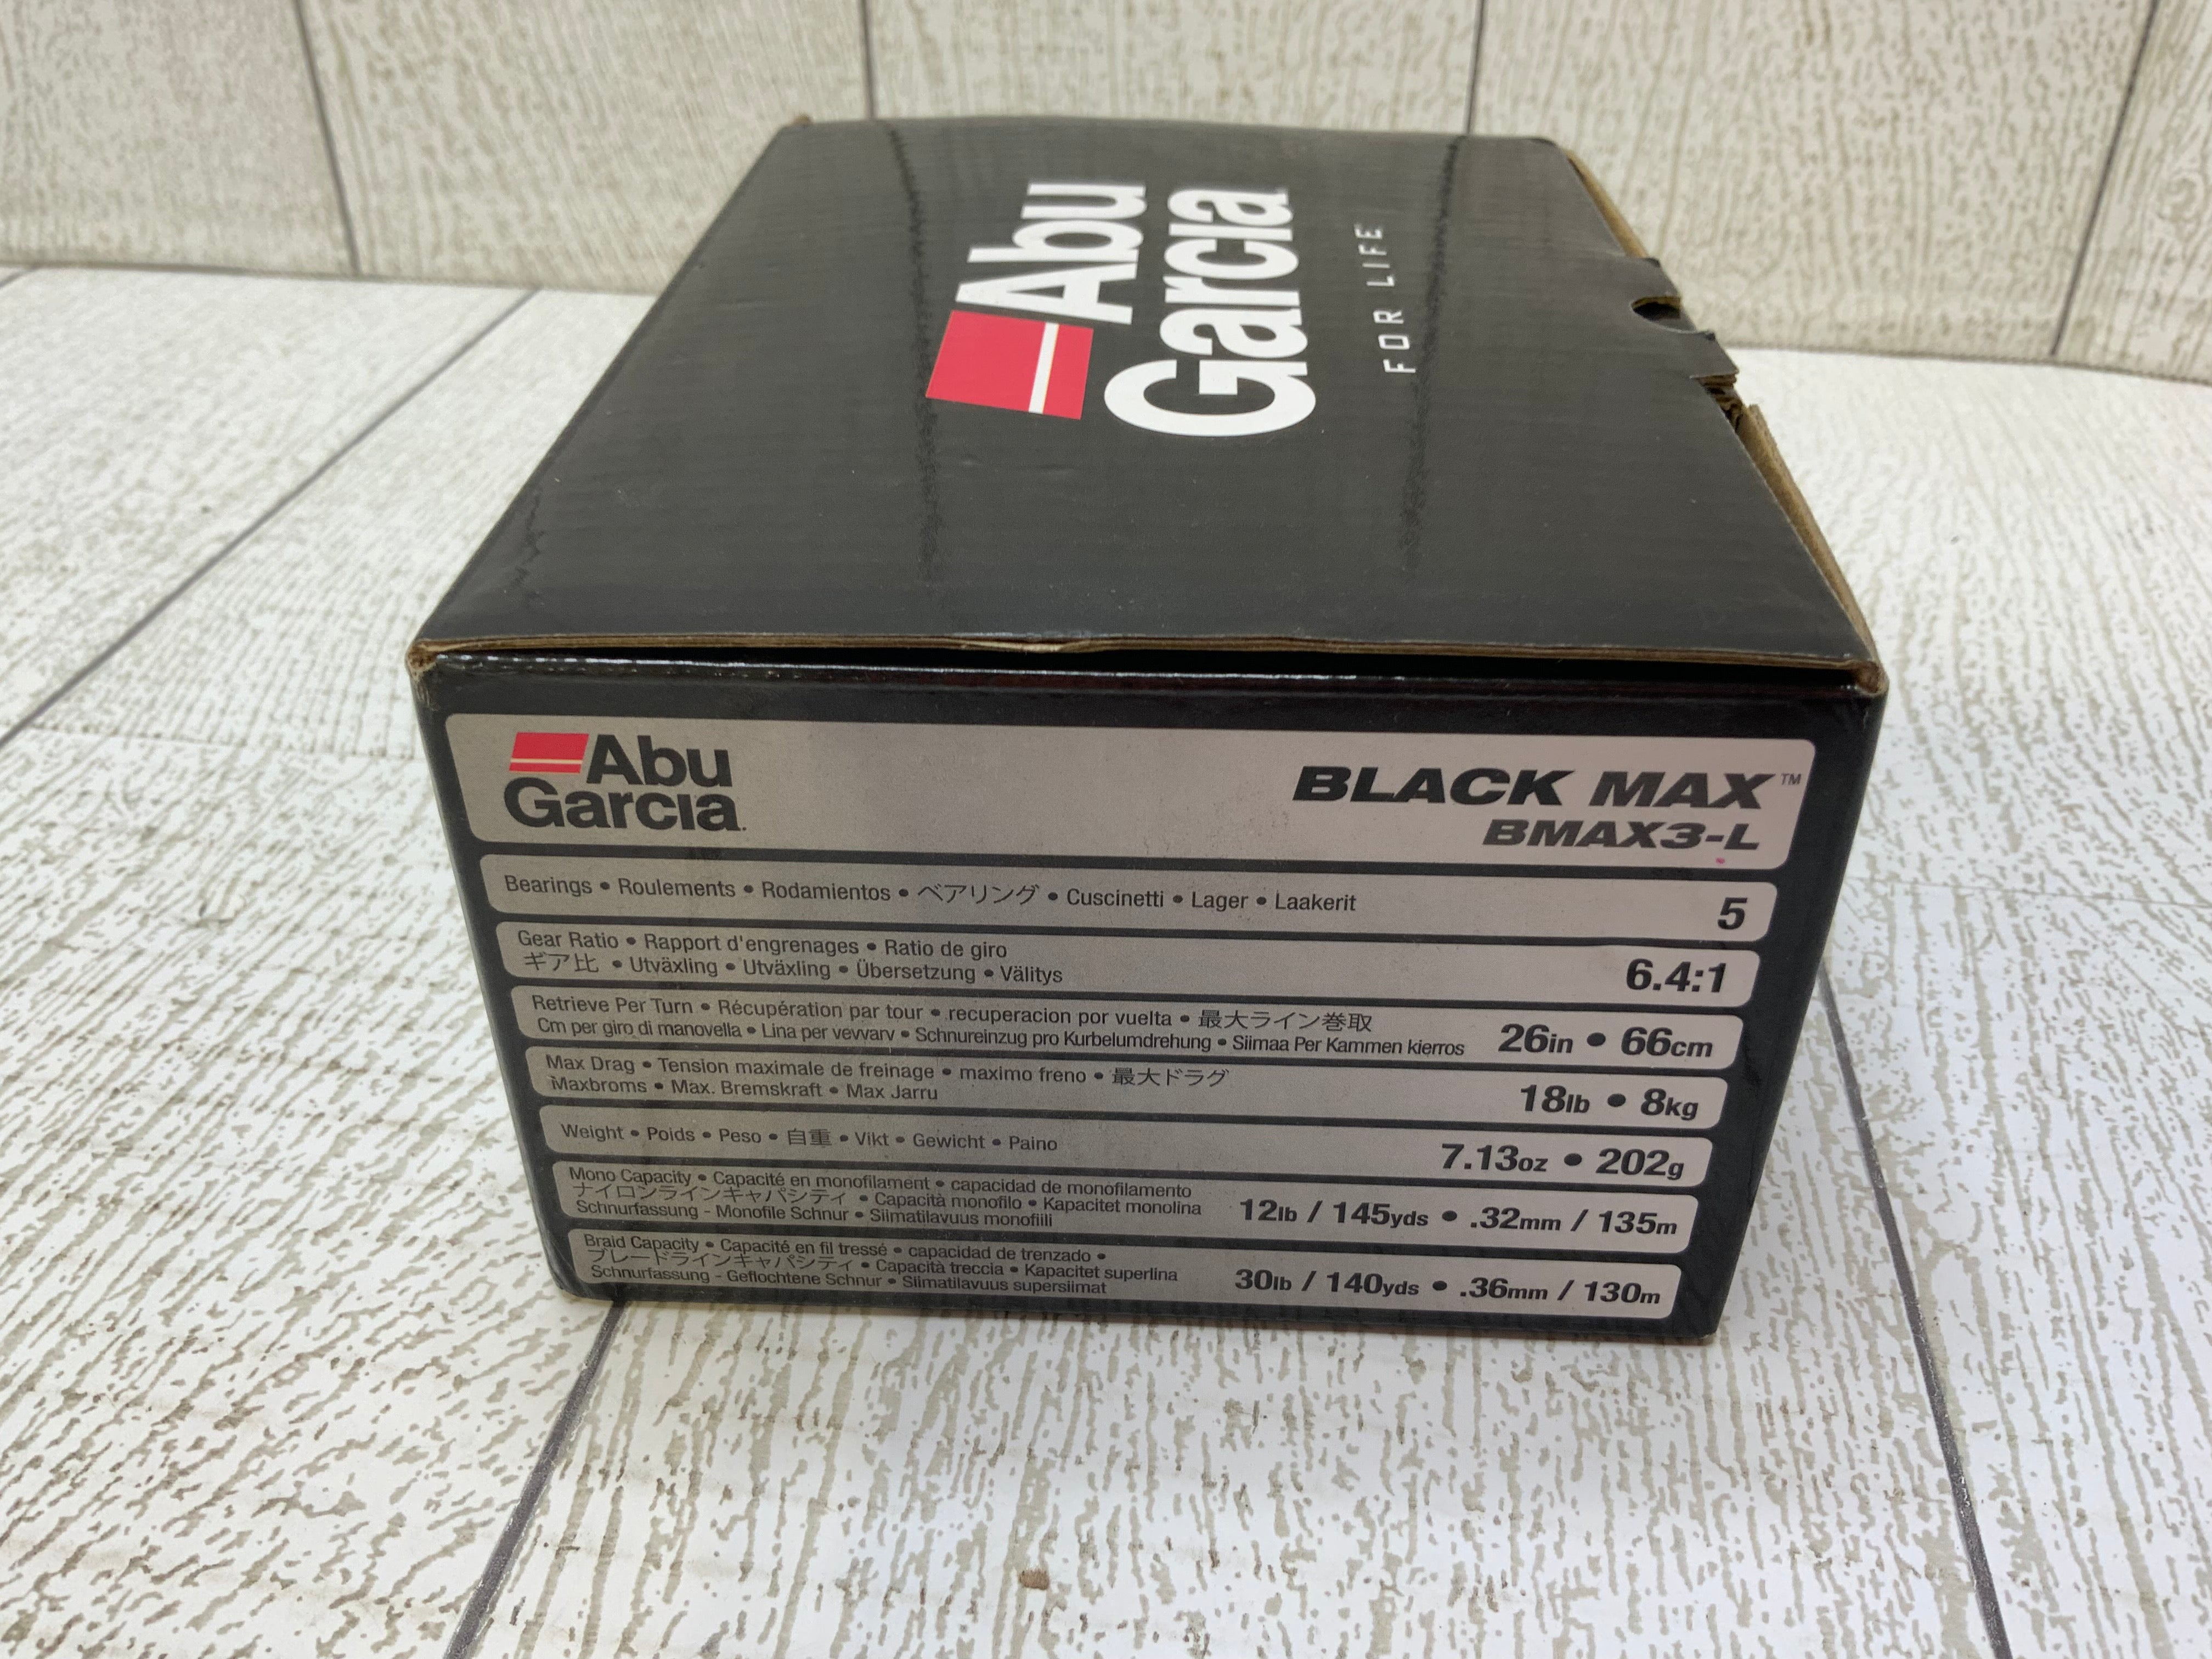 Abu
Garcia
FOR LIFE
Abu
Garcia.
BLACK MAX™
BMAX3-L
Bearings • Roulements • Rodamientos • ベアリング • Cuscinetti • Lager • Laakerit
5
Gear Ratio • Rapport d'engrenages • Ratio de giro
ギア比 • Utväxling • Utväxling • Übersetzung • Välitys
6.4:1
Retrieve Per Turn • Récupération par tour • recuperacion por vuelta • 最大ライン巻取
Cm per giro di manovella • Lina per vevvarv • Schnureinzug pro Kurbelumdrehung • Siimaa Per Kammen kierros
26in • 66cm
Max Drag • Tension maximale de freinage • maximo freno • 最大ドラグ
Maxbroms • Max. Bremskraft • Max Jarru
18lb • 8kg
Weight • Poids • Peso • 自重 • Vikt • Gewicht • Paino
7.13oz • 202g
Mono Capacity • Capacité en monofilament • capacidad de monofilamento
ナイロンラインキャパシティ • Capacità monofilo • Kapacitet monolina
Schnurfassung - Monofile Schnur • Siimatilavuus monofiili
12lb / 145yds • .32mm / 135m
Braid Capacity • Capacité en fil tressé • capacidad de trenzado •
ブレードラインキャパシティ • Capacità treccia • Kapacitet superlina
Schnurfassung - Geflochtene Schnur • Siimatilavuus supersiimat
30lb / 140yds • .36mm / 130m